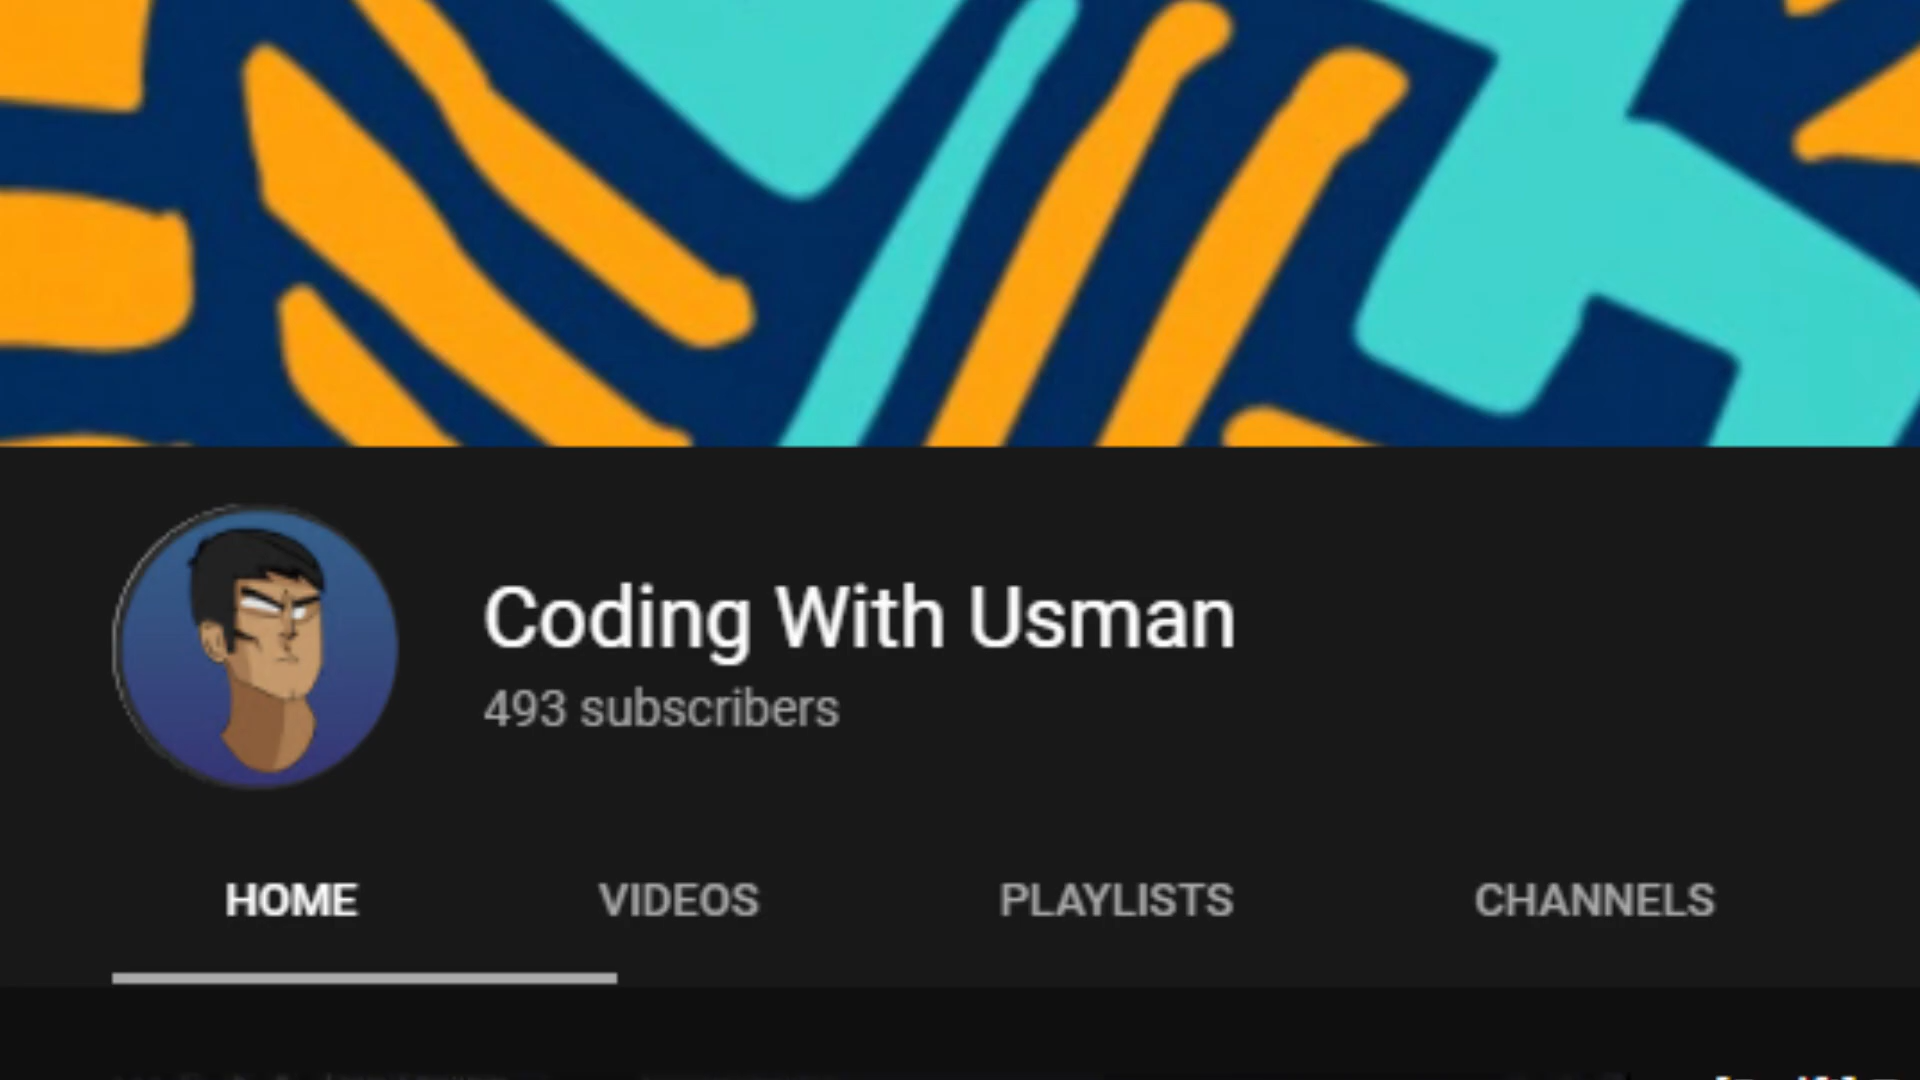 Coding With Usman
493 subscribers
HOME VIDEOS PLAYLISTS CHANNELS